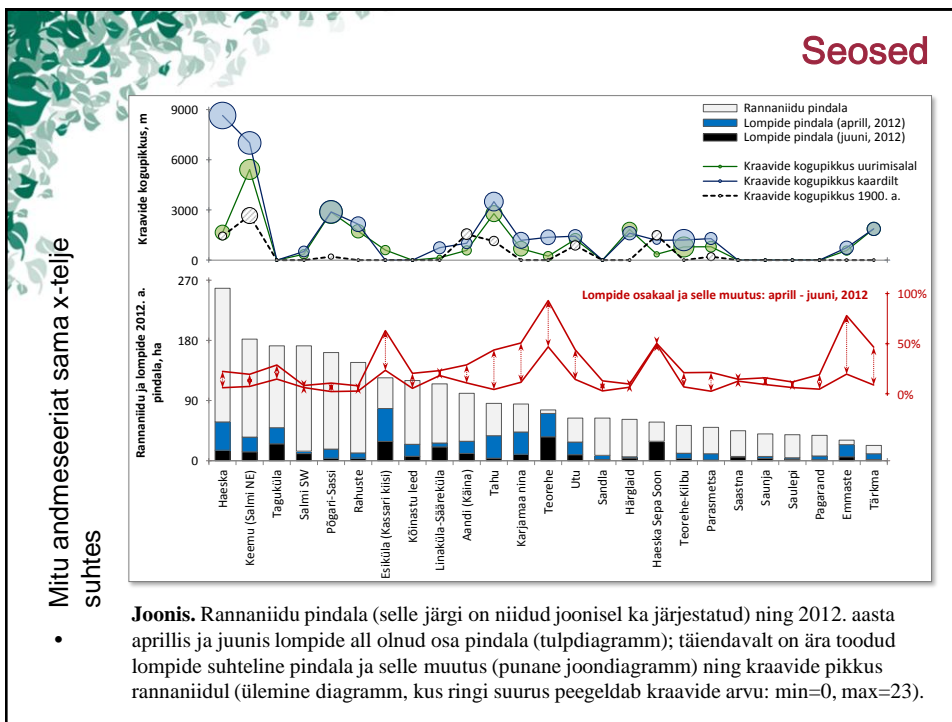 Seosed
• Mitu andmeseeriat sama x-telje
suhtes
Kraavide kogupikkus, m
9000
6000
3000
0
Rannaniidu pindala
Lompide pindala (aprill, 2012)
Lompide pindala (juuni, 2012)
Kraavide kogupikkus uurimisalal
Kraavide kogupikkus kaardilt
Kraavide kogupikkus 1900. a.
Rannaniidu ja lompide 2012. a.
pindala, ha
270
180
90
0
Lompide osakaal ja selle muutus: aprill - juuni, 2012
100%
50%
0%
Haeska
Keemu (Salmi NE)
Taguküla
Salmi SW
Põgari-Sassi
Rahuste
Esiküla (Kassari kiisi)
Kõinastu leed
Linaküla-Sääreküla
Aandi (Käina)
Tahu
Karjamaa nina
Teorehe
Utu
Sandla
Härglaid
Haeska Sepa Soon
Teorehe-Kilbu
Parasmetsa
Saastna
Saunja
Saulepi
Pagarand
Emmaste
Tärkma
Joonis. Rannaniidu pindala (selle järgi on niidud joonisel ka järjestatud) ning 2012. aasta
aprillis ja juunis lompide all olnud osa pindala (tulpdiagramm); täiendavalt on ära toodud
lompide suhteline pindala ja selle muutus (punane joondiagramm) ning kraavide pikkus
rannaniidul (ülemine diagramm, kus ringi suurus peegeldab kraavide arvu: min=0, max=23).